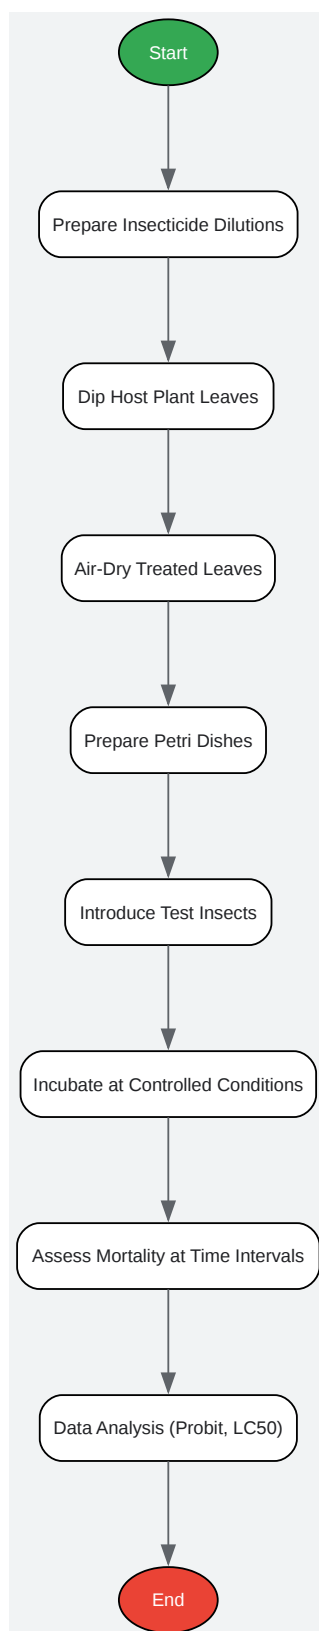 Start
Prepare Insecticide Dilutions
Dip Host Plant Leaves
Air-Dry Treated Leaves
Prepare Petri Dishes
Introduce Test Insects
Incubate at Controlled Conditions
Assess Mortality at Time Intervals
Data Analysis (Probit, LC50)
End